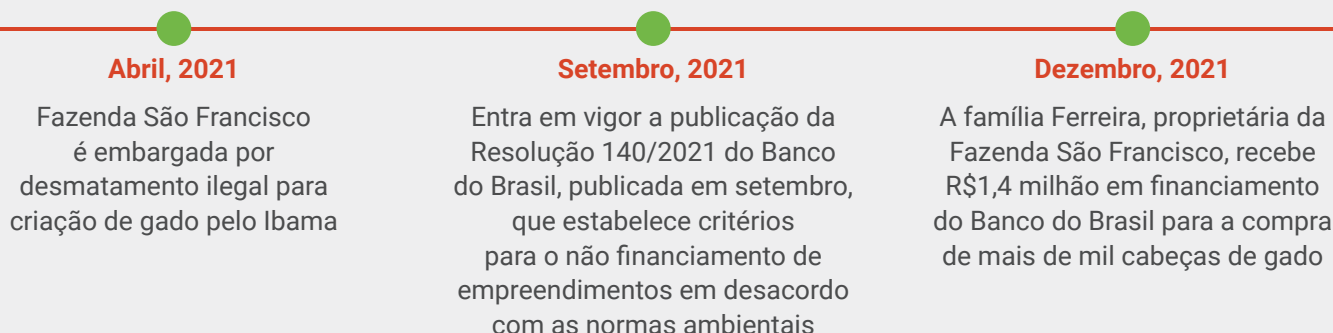 Abril, 2021
Fazenda São Francisco
é embargada por
desmatamento ilegal para
criação de gado pelo Ibama
Setembro, 2021
Entra em vigor a publicação da
Resolução 140/2021 do Banco
do Brasil, publicada em setembro,
que estabelece critérios
para o não financiamento de
empreendimentos em desacordo
com as normas ambientais
Dezembro, 2021
A família Ferreira, proprietária da
Fazenda São Francisco, recebe
R$1,4 milhão em financiamento
do Banco do Brasil para a compra
de mais de mil cabeças de gado